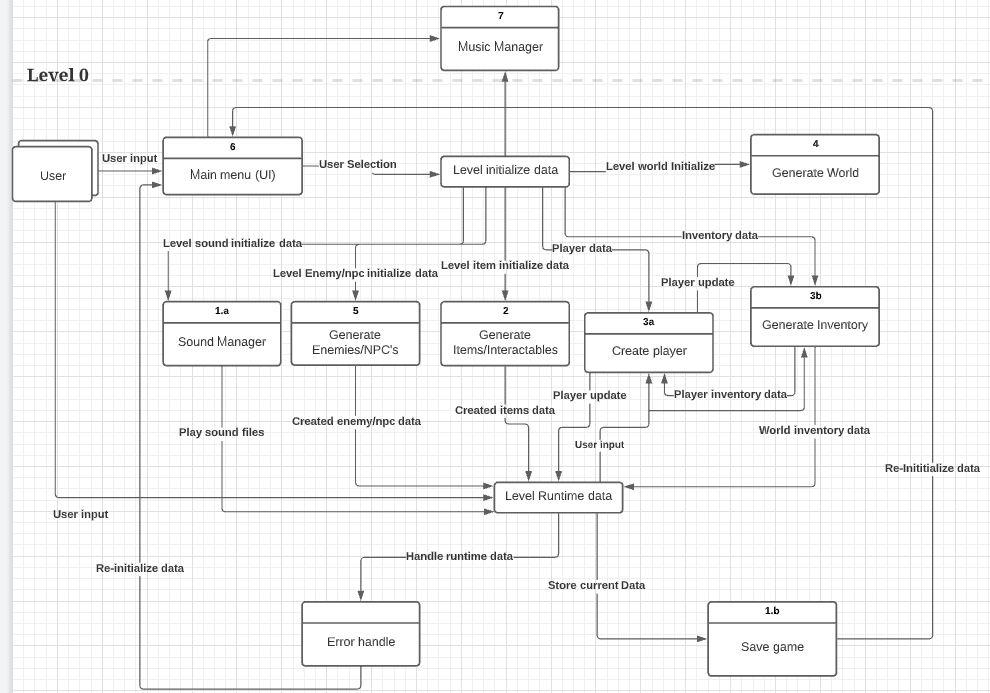 7
Music Manager
Level 0
6
Main menu (UI)
User
User input
User Selection
Level initialize data
Level world Initialize
4
Generate World
Level sound initialize data
Level Enemy/npc initialize data
Level item initialize data
Player data
Inventory data
Player update
1.a
Sound Manager
5
Generate
Enemies/NPC's
2
Generate
Items/Interactables
3a
Create player
3b
Generate Inventory
Play sound files
Created enemy/npc data
Created items data
Player update
User input
Player inventory data
World inventory data
Re-Inititialize data
Level Runtime data
User input
Re-initialize data
Handle runtime data
Store current Data
Error handle
1.b
Save game